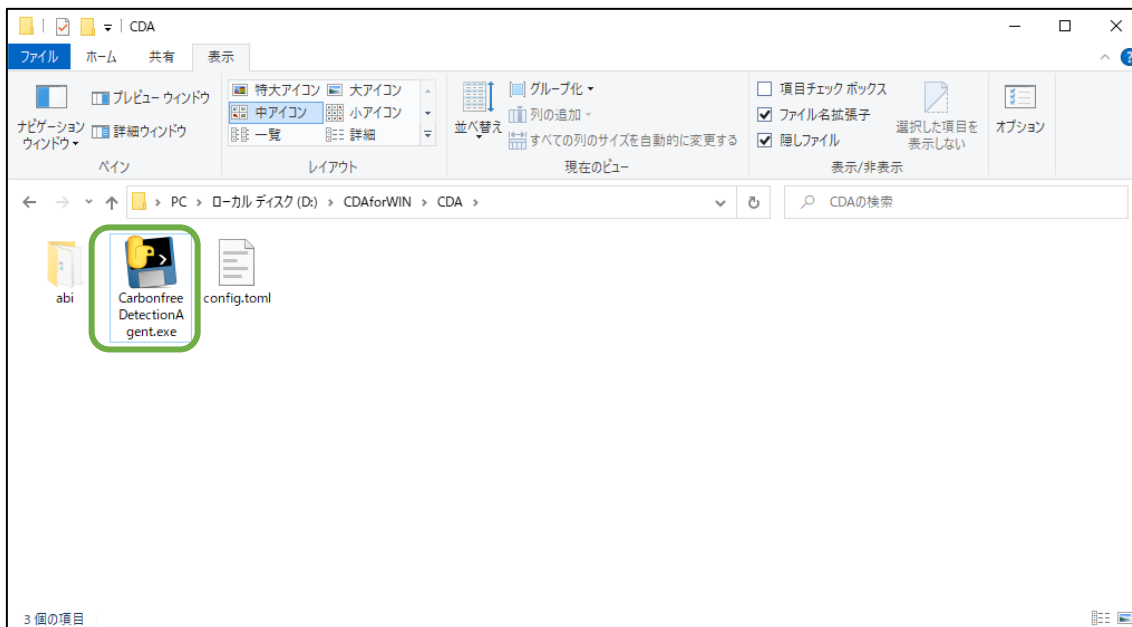 CDA
ファイル ホーム 共有 表示
ナビゲーション
ウィンドウ
プレビュー ウィンドウ
詳細ウィンドウ
ペイン
特大アイコン 大アイコン
中アイコン 小アイコン
一覧 詳細
レイアウト
並べ替え
グループ化
列の追加
すべての列のサイズを自動的に変更する
現在のビュー
項目チェック ボックス
ファイル名拡張子
隠しファイル
選択した項目を
表示しない
表示/非表示
オプション
PC › ローカル ディスク (D:) › CDAforWIN › CDA ›
CDAの検索
abi
Carbonfree
DetectionA
gent.exe
config.toml
3 個の項目